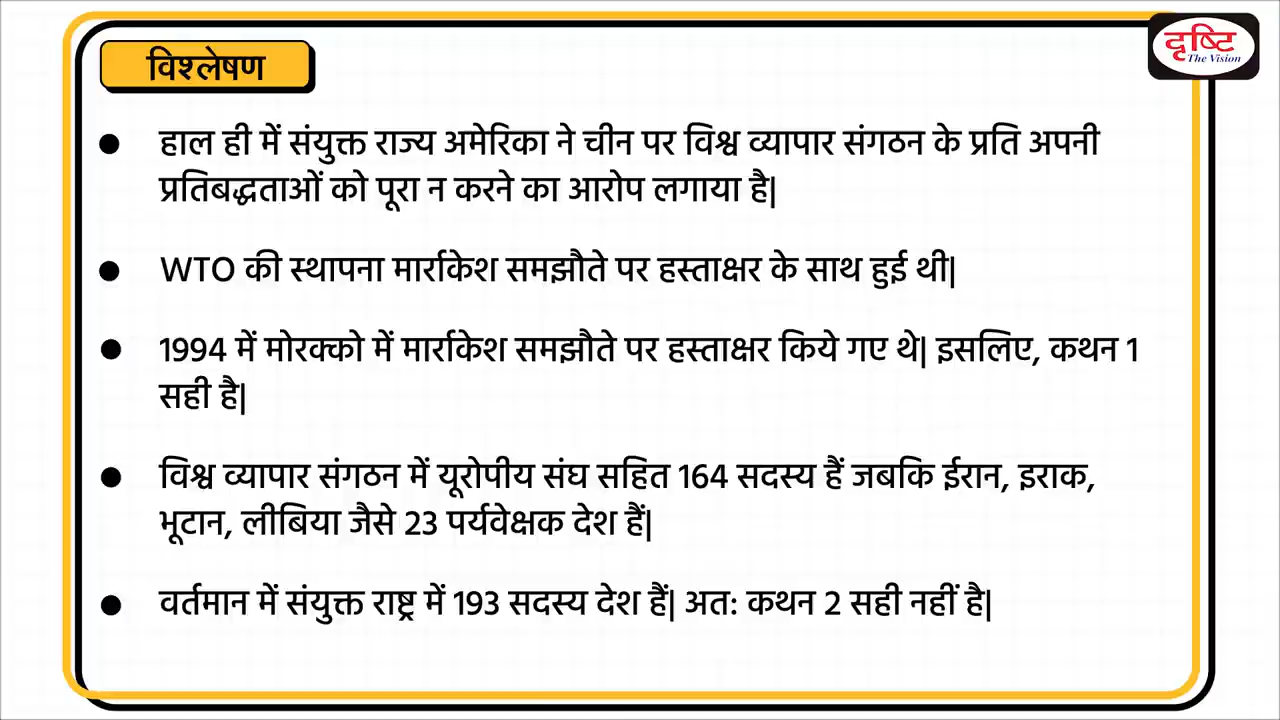 दृष्टि
The Vision
विश्लेषण
● हाल ही में संयुक्त राज्य अमेरिका ने चीन पर विश्व व्यापार संगठन के प्रति अपनी
प्रतिबद्धताओं को पूरा न करने का आरोप लगाया है|
● WTO की स्थापना मार्राकेश समझौते पर हस्ताक्षर के साथ हुई थी|
● 1994 में मोरक्को में मार्राकेश समझौते पर हस्ताक्षर किये गए थे| इसलिए, कथन 1
सही है|
● विश्व व्यापार संगठन में यूरोपीय संघ सहित 164 सदस्य हैं जबकि ईरान, इराक,
भूटान, लीबिया जैसे 23 पर्यवेक्षक देश हैं|
● वर्तमान में संयुक्त राष्ट्र में 193 सदस्य देश हैं| अत: कथन 2 सही नहीं है|